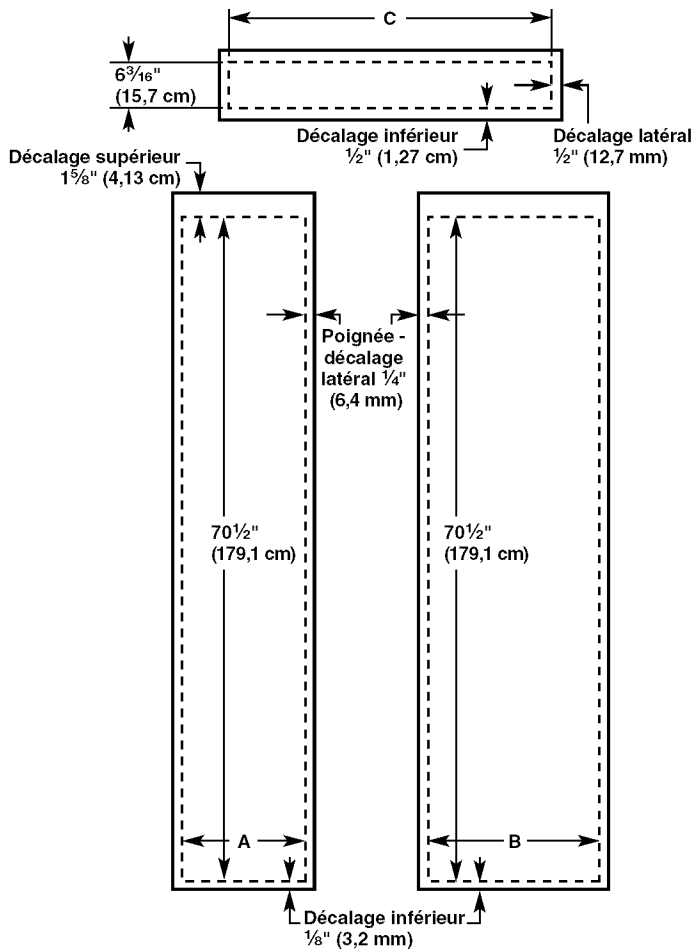 C
6 3⁄16"
(15,7 cm)
Décalage inférieur
½" (1,27 cm)
Décalage latéral
½" (12,7 mm)
Décalage supérieur
1⅝" (4,13 cm)
Poignée -
décalage
latéral ¼"
(6,4 mm)
70½"
(179,1 cm)
70½"
(179,1 cm)
A
B
Décalage inférieur
⅛" (3,2 mm)